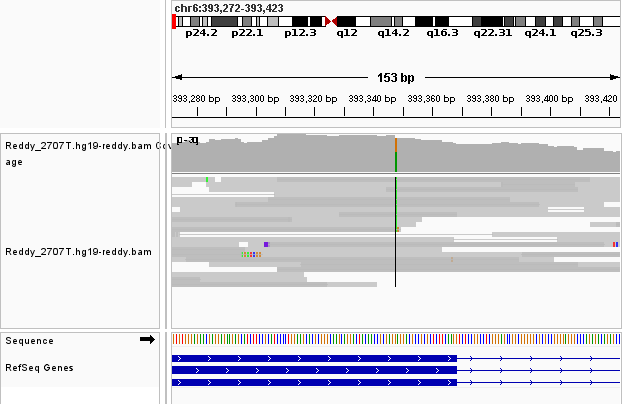 chr6:393,272-393,423
p24.2 p22.1 p12.3 q12 q14.2 q16.3 q22.31 q24.1 q25.3
153 bp
393,280 bp 393,300 bp 393,320 bp 393,340 bp 393,360 bp 393,380 bp 393,400 bp 393,420
Reddy_2707T.hg19-reddy.bam Cov
age
Reddy_2707T.hg19-reddy.bam
Sequence
RefSeq Genes